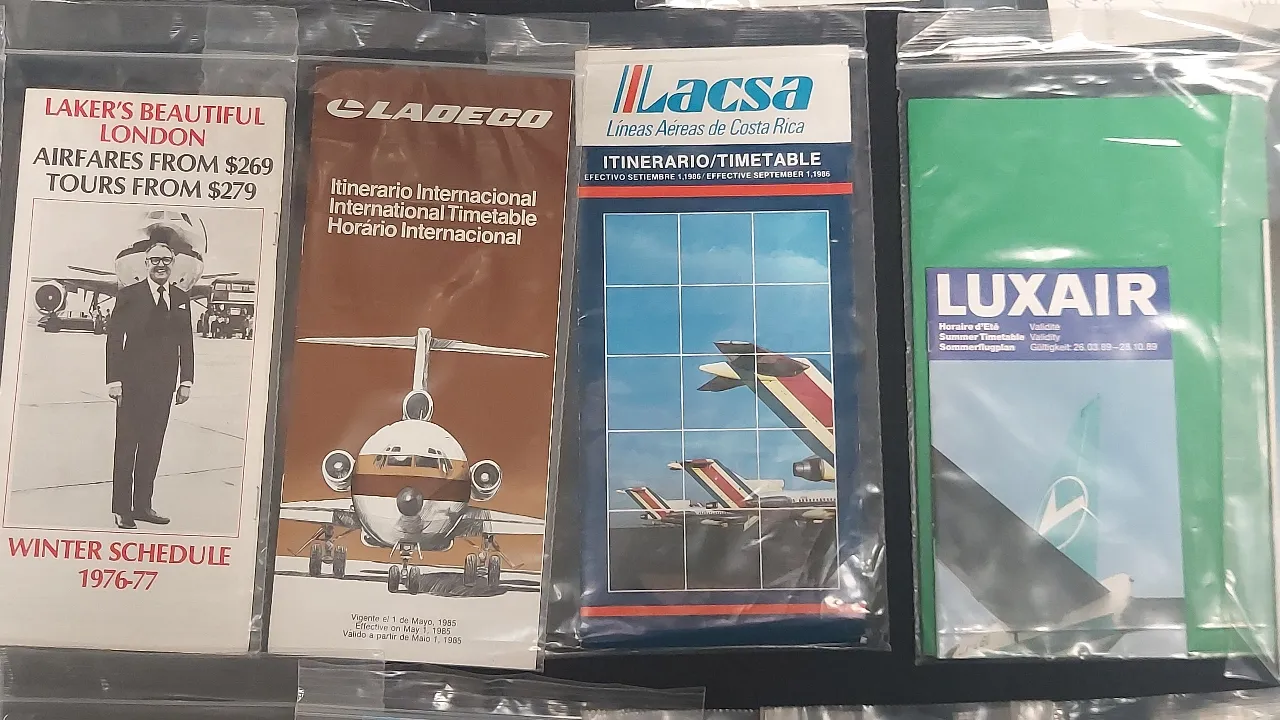 LAKER'S BEAUTIFUL
LONDON
AIRFARES FROM $269
TOURS FROM $279
WINTER SCHEDULE
1976-77
LADECO
Itinerario Internacional
International Timetable
Horário Internacional
Vigente el 1 de Mayo, 1985
Effective on May 1, 1985
Valido a partir de Maio 1, 1985
Lacsa
Líneas Aéreas de Costa Rica
ITINERARIO/TIMETABLE
EFECTIVO SETIEMBRE 1,1986/EFFECTIVE SEPTEMBER 1,1986
LUXAIR
Horaire d'Eté Validité
Summer Timetable Validity
Sommerflugplan Gültigkeit: 26.03.89-28.10.89